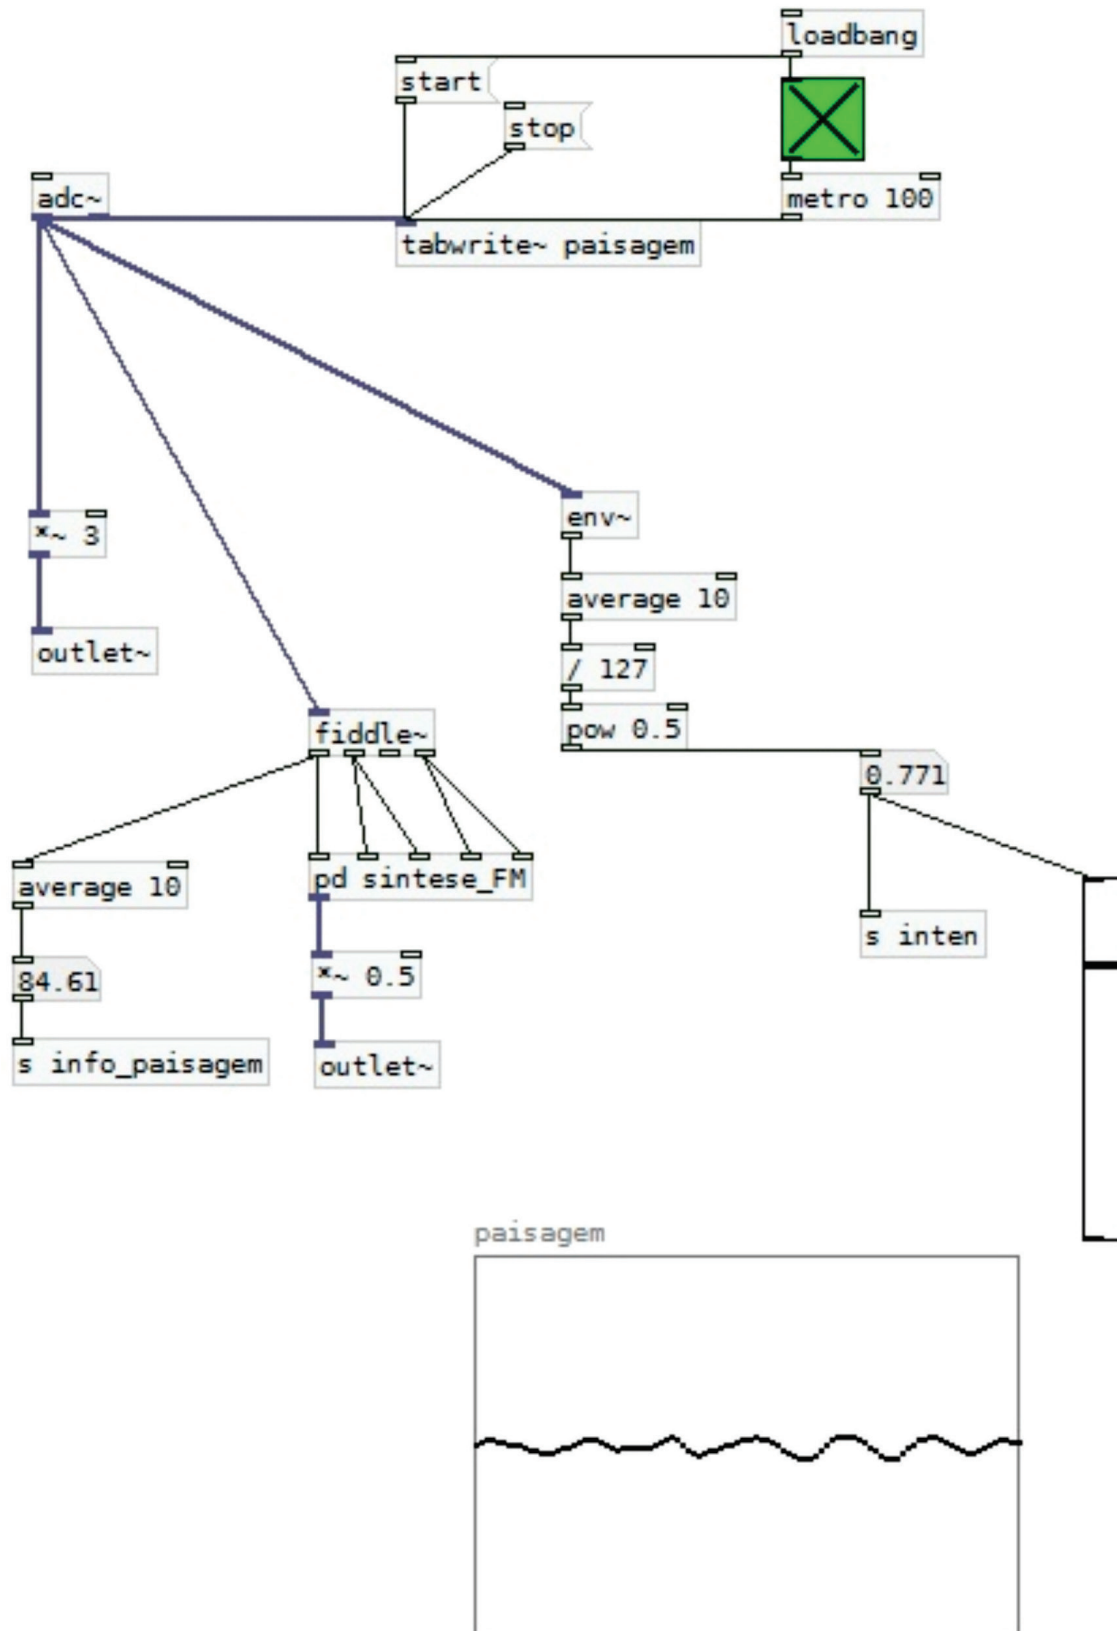 loadbang
start
stop
adc~
metro 100
tabwrite~ paisagem
*~ 3
env~
average 10
outlet~
/ 127
pow 0.5
fiddle~
0.771
average 10
pd sintese_FM
s inten
84.61
*~ 0.5
s info_paisagem
outlet~
paisagem